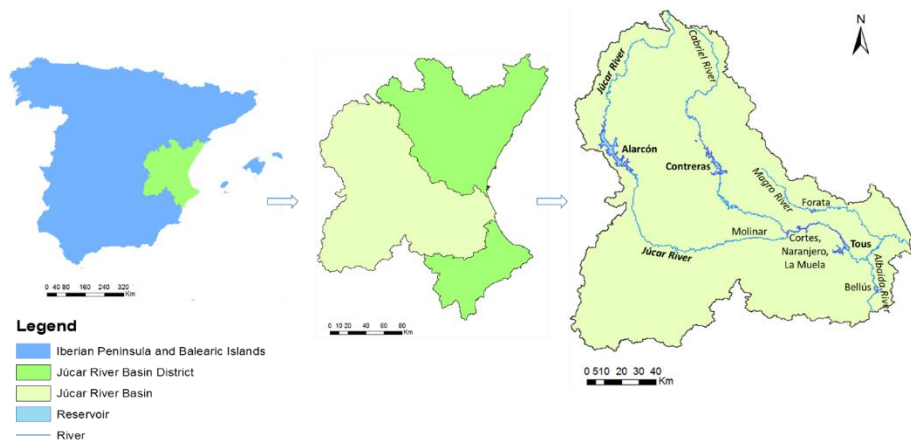 N
Júcar River
Cabriel River
Alarcón
Contreras
Magro River
Forata
Molinar
Cortes,
Naranjero,
La Muela
Tous
Júcar River
Albaida River
Bellús
0 40 80 160 240 320
Km
0 10 20 40 60 80
Km
0 5 10 20 30 40
Km
Legend
Iberian Peninsula and Balearic Islands
Júcar River Basin District
Júcar River Basin
Reservoir
River